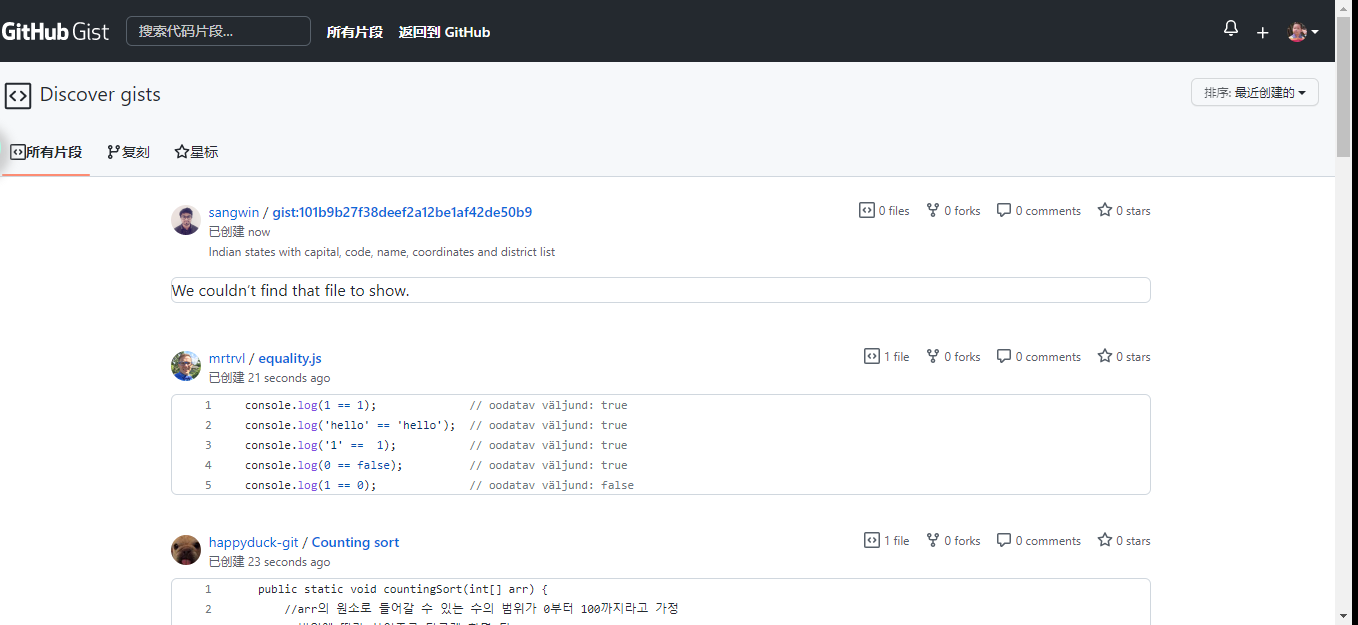 GitHub Gist 搜索代码片段... 所有片段 返回到 GitHub
Discover gists 排序: 最近创建的
所有片段 复刻 星标
sangwin / gist:101b9b27f38deef2a12be1af42de50b9 0 files 0 forks 0 comments 0 stars
已创建 now
Indian states with capital, code, name, coordinates and district list
We couldn't find that file to show.
mrtrvl / equality.js 1 file 0 forks 0 comments 0 stars
已创建 21 seconds ago
1 console.log(1 == 1); // oodatav väljund: true
2 console.log('hello' == 'hello'); // oodatav väljund: true
3 console.log('1' == 1); // oodatav väljund: true
4 console.log(0 == false); // oodatav väljund: true
5 console.log(1 == 0); // oodatav väljund: false
happyduck-git / Counting sort 1 file 0 forks 0 comments 0 stars
已创建 23 seconds ago
1 public static void countingSort(int[] arr) {
2 //arr의 원소로 들어갈 수 있는 수의 범위가 0부터 100까지라고 가정